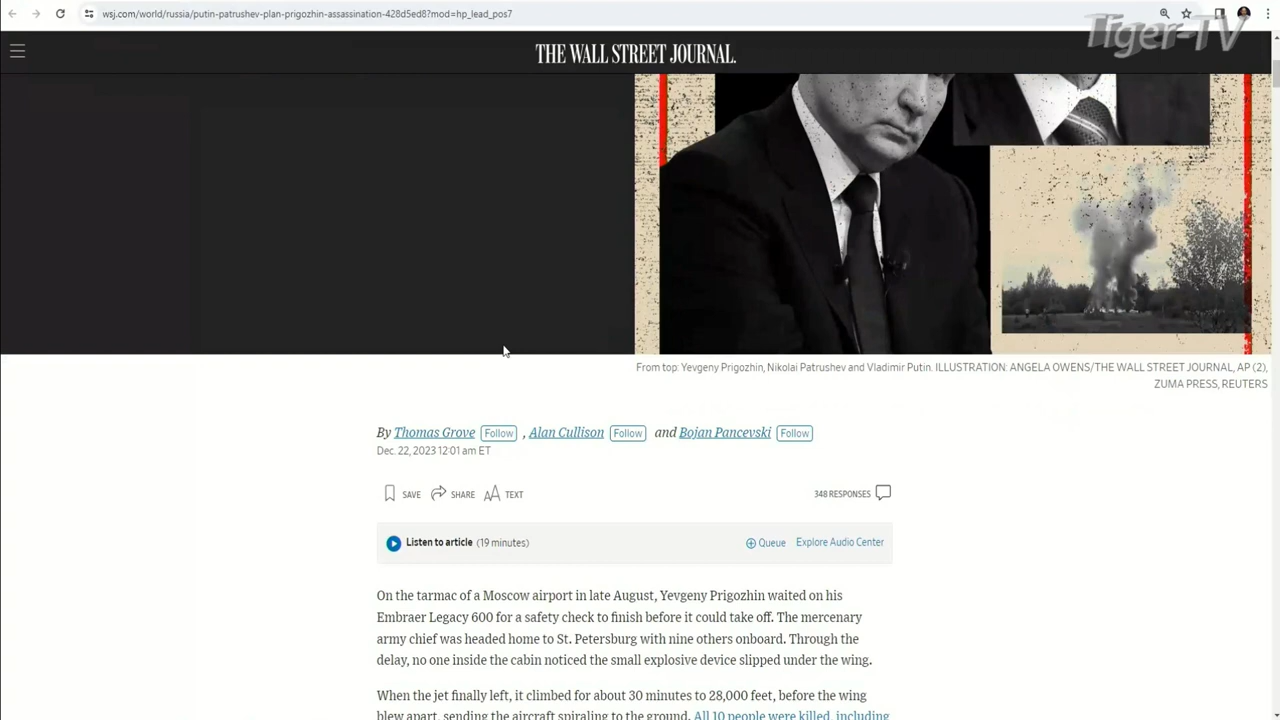 wsj.com/world/russia/putin-patrushev-plan-prigozhin-assassination-428d5ed8?mod=hp_lead_pos7
Tiger-TV
THE WALL STREET JOURNAL.
From top: Yevgeny Prigozhin, Nikolai Patrushev and Vladimir Putin. ILLUSTRATION: ANGELA OWENS/THE WALL STREET JOURNAL, AP (2),
ZUMA PRESS, REUTERS
By Thomas Grove Follow , Alan Cullison Follow and Bojan Pancevski Follow
Dec. 22, 2023 12:01 am ET
SAVE SHARE AA TEXT 348 RESPONSES
Listen to article (19 minutes) Queue Explore Audio Center
On the tarmac of a Moscow airport in late August, Yevgeny Prigozhin waited on his
Embraer Legacy 600 for a safety check to finish before it could take off. The mercenary
army chief was headed home to St. Petersburg with nine others onboard. Through the
delay, no one inside the cabin noticed the small explosive device slipped under the wing.
When the jet finally left, it climbed for about 30 minutes to 28,000 feet, before the wing
blew apart, sending the aircraft spiraling to the ground. All 10 people were killed, including